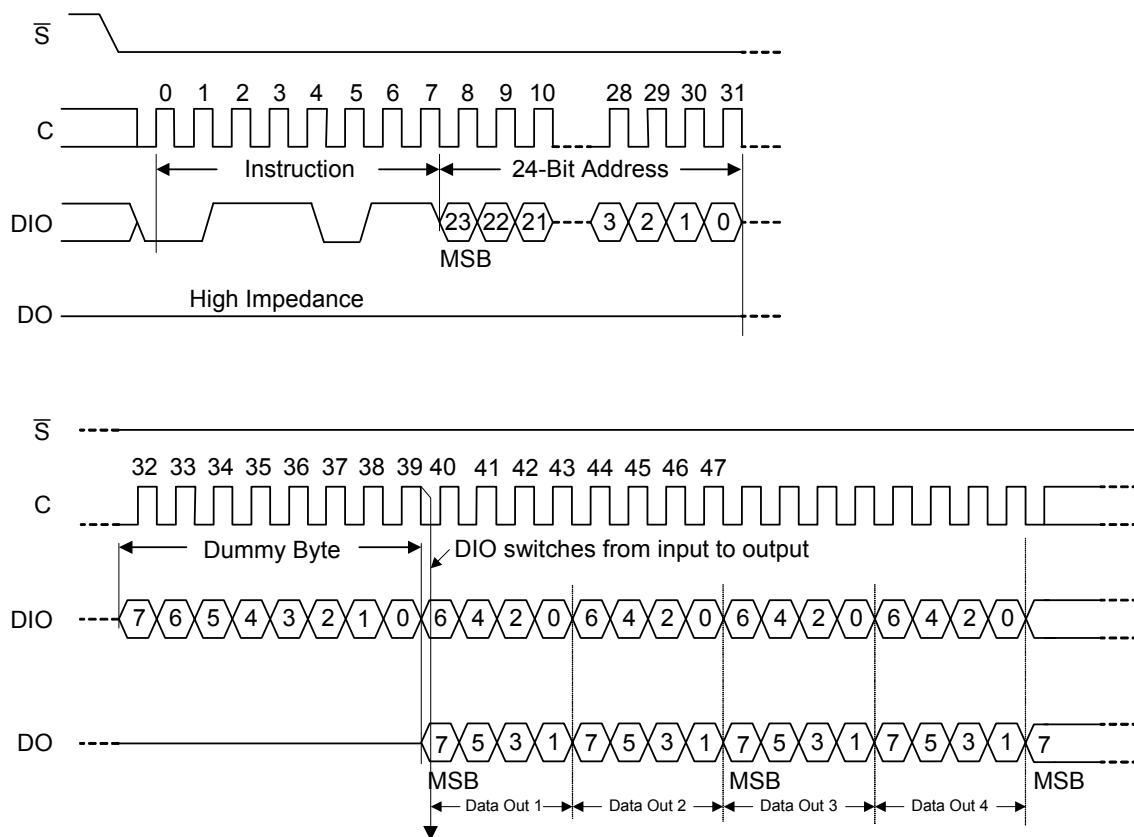 S
0 1 2 3 4 5 6 7 8 9 10 28 29 30 31
C
Instruction 24-Bit Address
DIO 23 22 21 3 2 1 0
MSB
High Impedance
DO
S
32 33 34 35 36 37 38 39 40 41 42 43 44 45 46 47
C
Dummy Byte DIO switches from input to output
DIO 7 6 5 4 3 2 1 0 6 4 2 0 6 4 2 0 6 4 2 0 6 4 2 0
DO 7 5 3 1 7 5 3 1 7 5 3 1 7 5 3 1 7
MSB MSB MSB
Data Out 1 Data Out 2 Data Out 3 Data Out 4